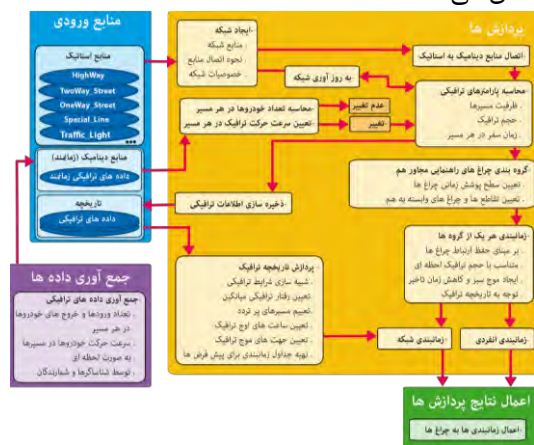 منابع ورودی
منابع استاتیک
HighWay
TwoWay_Street
OneWay_Street
Special_Line
Traffic_Light
...
منابع دینامیک (زمانمند)
داده های ترافیکی زمانمند
تاریخچه
داده های ترافیکی
جمع آوری داده ها
-جمع آوری داده های ترافیکی
. تعداد ورودها و خروج های خودروها
در هر مسیر
. سرعت حرکت خودروها در مسیرها
به صورت لحظه ای
. توسط شناساگرها و شمارندگان
پردازش ها
-ایجاد شبکه
. منابع شبکه
. نحوه اتصال منابع
. خصوصیات شبکه
-اتصال منابع دینامیک به استاتیک
-به روز آوری شبکه
-محاسبه تعداد خودروها در هر مسیر
-تعیین سرعت حرکت ترافیک در هر مسیر
عدم تغییر
تغییر
-محاسبه پارامترهای ترافیکی
. ظرفیت مسیرها
. حجم ترافیک
. زمان سفر در هر مسیر
-ذخیره سازی اطلاعات ترافیکی
-گروه بندی چراغ های راهنمایی مجاور هم
. تعیین سطح پوشش زمانی چراغ ها
. تعیین تقاطع ها و چراغ های وابسته به هم
-زمانبندی هر یک از گروه ها
. بر مبنای حفظ ارتباط چراغ ها
. متناسب با حجم ترافیک لحظه ای
. ایجاد موج سبز و کاهش زمان تاخیر
. توجه به تاریخچه ترافیک
-پردازش تاریخچه ترافیک
. شبیه سازی شرایط ترافیکی
. تعیین رفتار ترافیکی میانگین
. تعیین مسیرهای پر تردد
. تعیین ساعت های اوج ترافیک
. تعیین جهت های موج ترافیک
. تهیه جداول زمانبندی برای پیش فرض ها
-زمانبندی شبکه
-زمانبندی انفردی
اعمال نتایج پردازش ها
-اعمال زمانبندی ها به چراغ ها